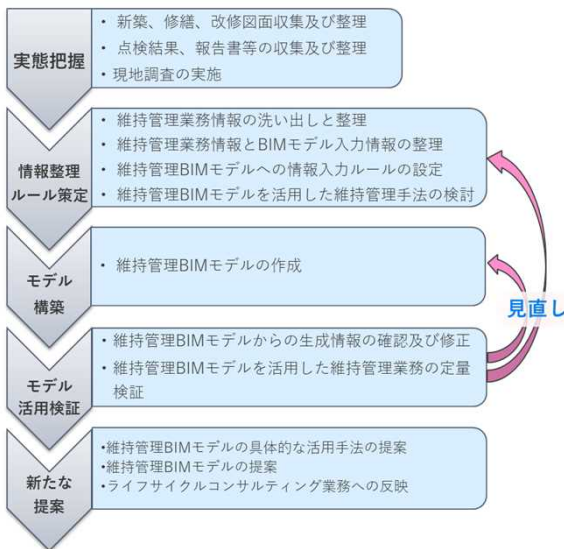 実態把握
・ 新築、修繕、改修図面収集及び整理
・ 点検結果、報告書等の収集及び整理
・現地調査の実施
情報整理
ルール策定
・ 維持管理業務情報の洗い出しと整理
・ 維持管理業務情報とBIMモデル入力情報の整理
・ 維持管理BIMモデルへの情報入力ルールの設定
・ 維持管理BIMモデルを活用した維持管理手法の検討
モデル
構築
・ 維持管理BIMモデルの作成
見直し
モデル
活用検証
・ 維持管理BIMモデルからの生成情報の確認及び修正
・ 維持管理BIMモデルを活用した維持管理業務の定量
検証
新たな
提案
・維持管理BIMモデルの具体的な活用手法の提案
・維持管理BIMモデルの提案
・ライフサイクルコンサルティング業務への反映